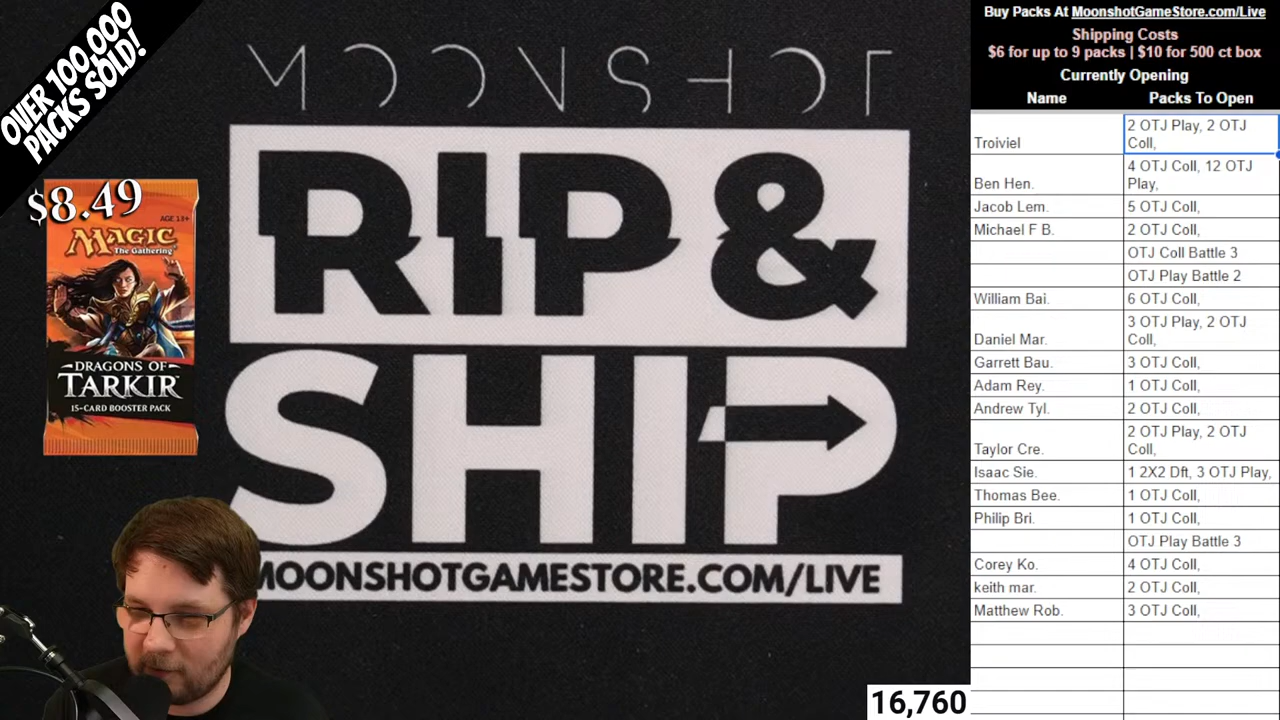 OVER 100,000
PACKS SOLD!
$8.49
AGE 13+
MAGIC
The Gathering
DRAGONS OF
TARKIR
15-CARD BOOSTER PACK
MOONSHOT
RIP &
SHIP
MOONSHOTGAMESTORE.COM/LIVE
16,760
Buy Packs At MoonshotGameStore.com/Live
Shipping Costs
$6 for up to 9 packs | $10 for 500 ct box
Currently Opening
Name Packs To Open
Troiviel 2 OTJ Play, 2 OTJ
Coll,
Ben Hen. 4 OTJ Coll, 12 OTJ
Play,
Jacob Lem. 5 OTJ Coll,
Michael F B. 2 OTJ Coll,
OTJ Coll Battle 3
OTJ Play Battle 2
William Bai. 6 OTJ Coll,
Daniel Mar. 3 OTJ Play, 2 OTJ
Coll,
Garrett Bau. 3 OTJ Coll,
Adam Rey. 1 OTJ Coll,
Andrew Tyl. 2 OTJ Coll,
Taylor Cre. 2 OTJ Play, 2 OTJ
Coll,
Isaac Sie. 1 2X2 Dft, 3 OTJ Play,
Thomas Bee. 1 OTJ Coll,
Philip Bri. 1 OTJ Coll,
OTJ Play Battle 3
Corey Ko. 4 OTJ Coll,
keith mar. 2 OTJ Coll,
Matthew Rob. 3 OTJ Coll,